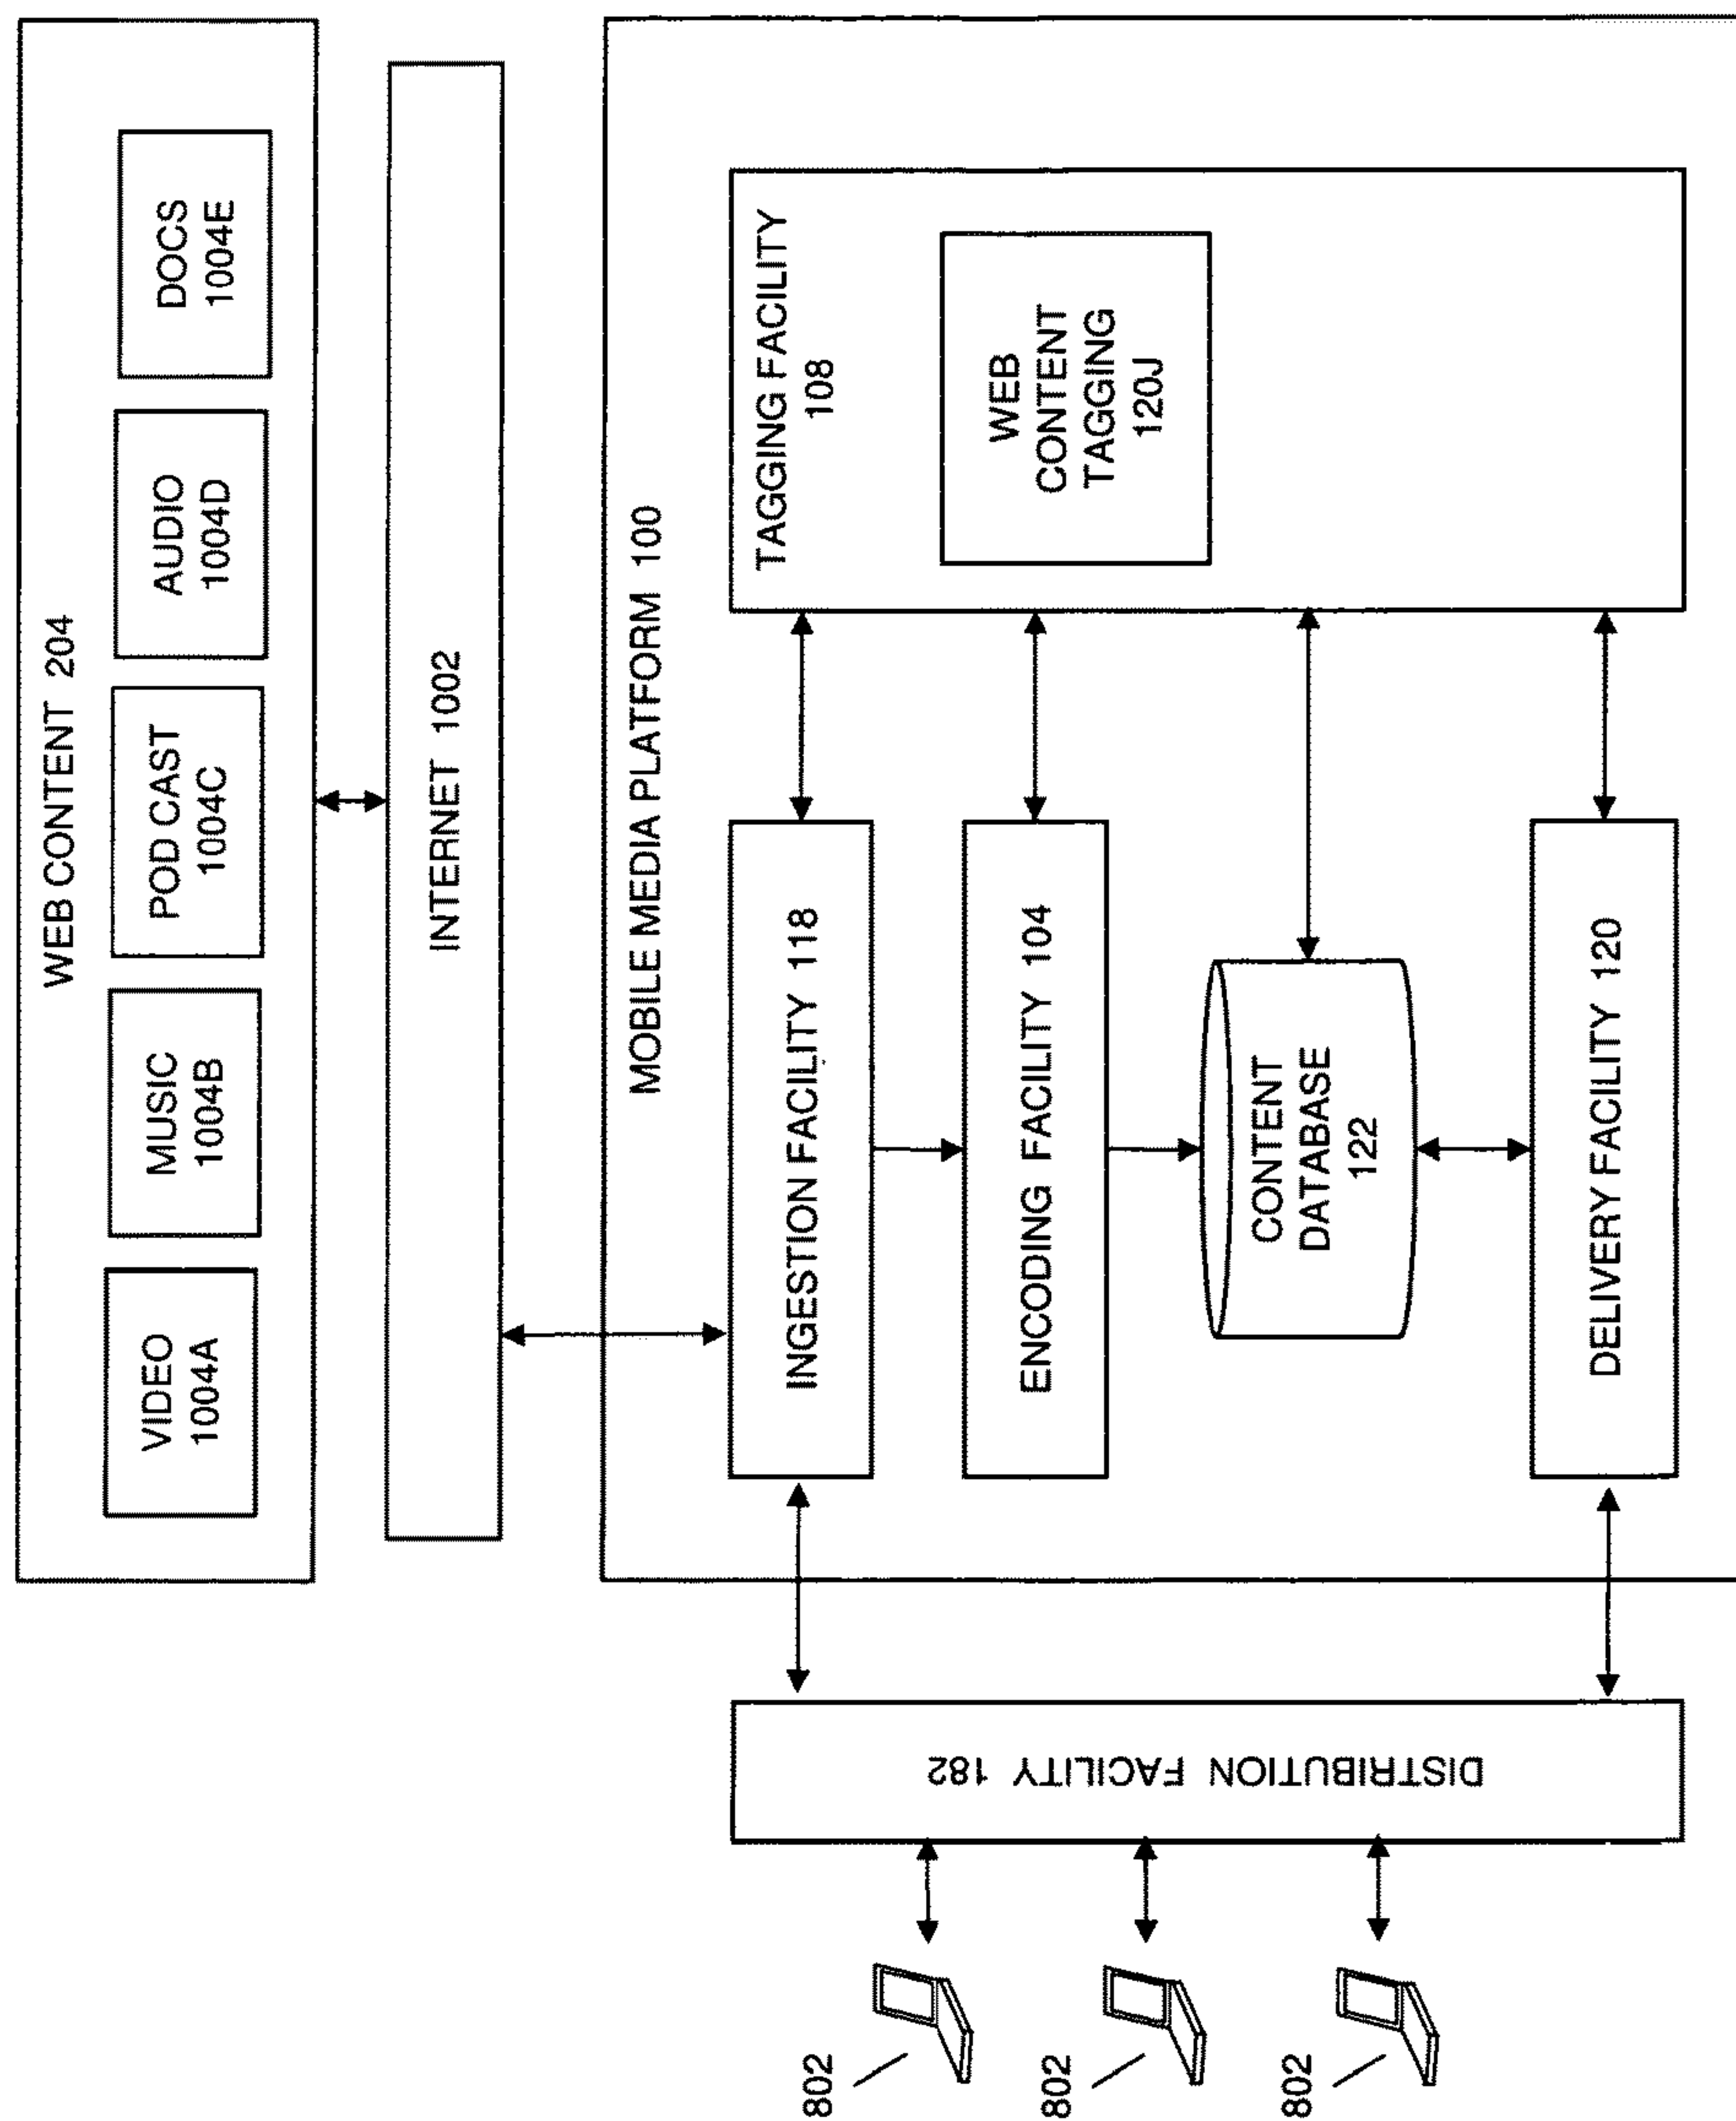 WEB CONTENT 204
VIDEO
1004A
MUSIC
1004B
POD CAST
1004C
AUDIO
1004D
DOCS
1004E
INTERNET 1002
MOBILE MEDIA PLATFORM 100
INGESTION FACILITY 118
ENCODING FACILITY 104
CONTENT
DATABASE
122
DELIVERY FACILITY 120
TAGGING FACILITY
108
WEB
CONTENT
TAGGING
120J
DISTRIBUTION FACILITY 182
802
802
802